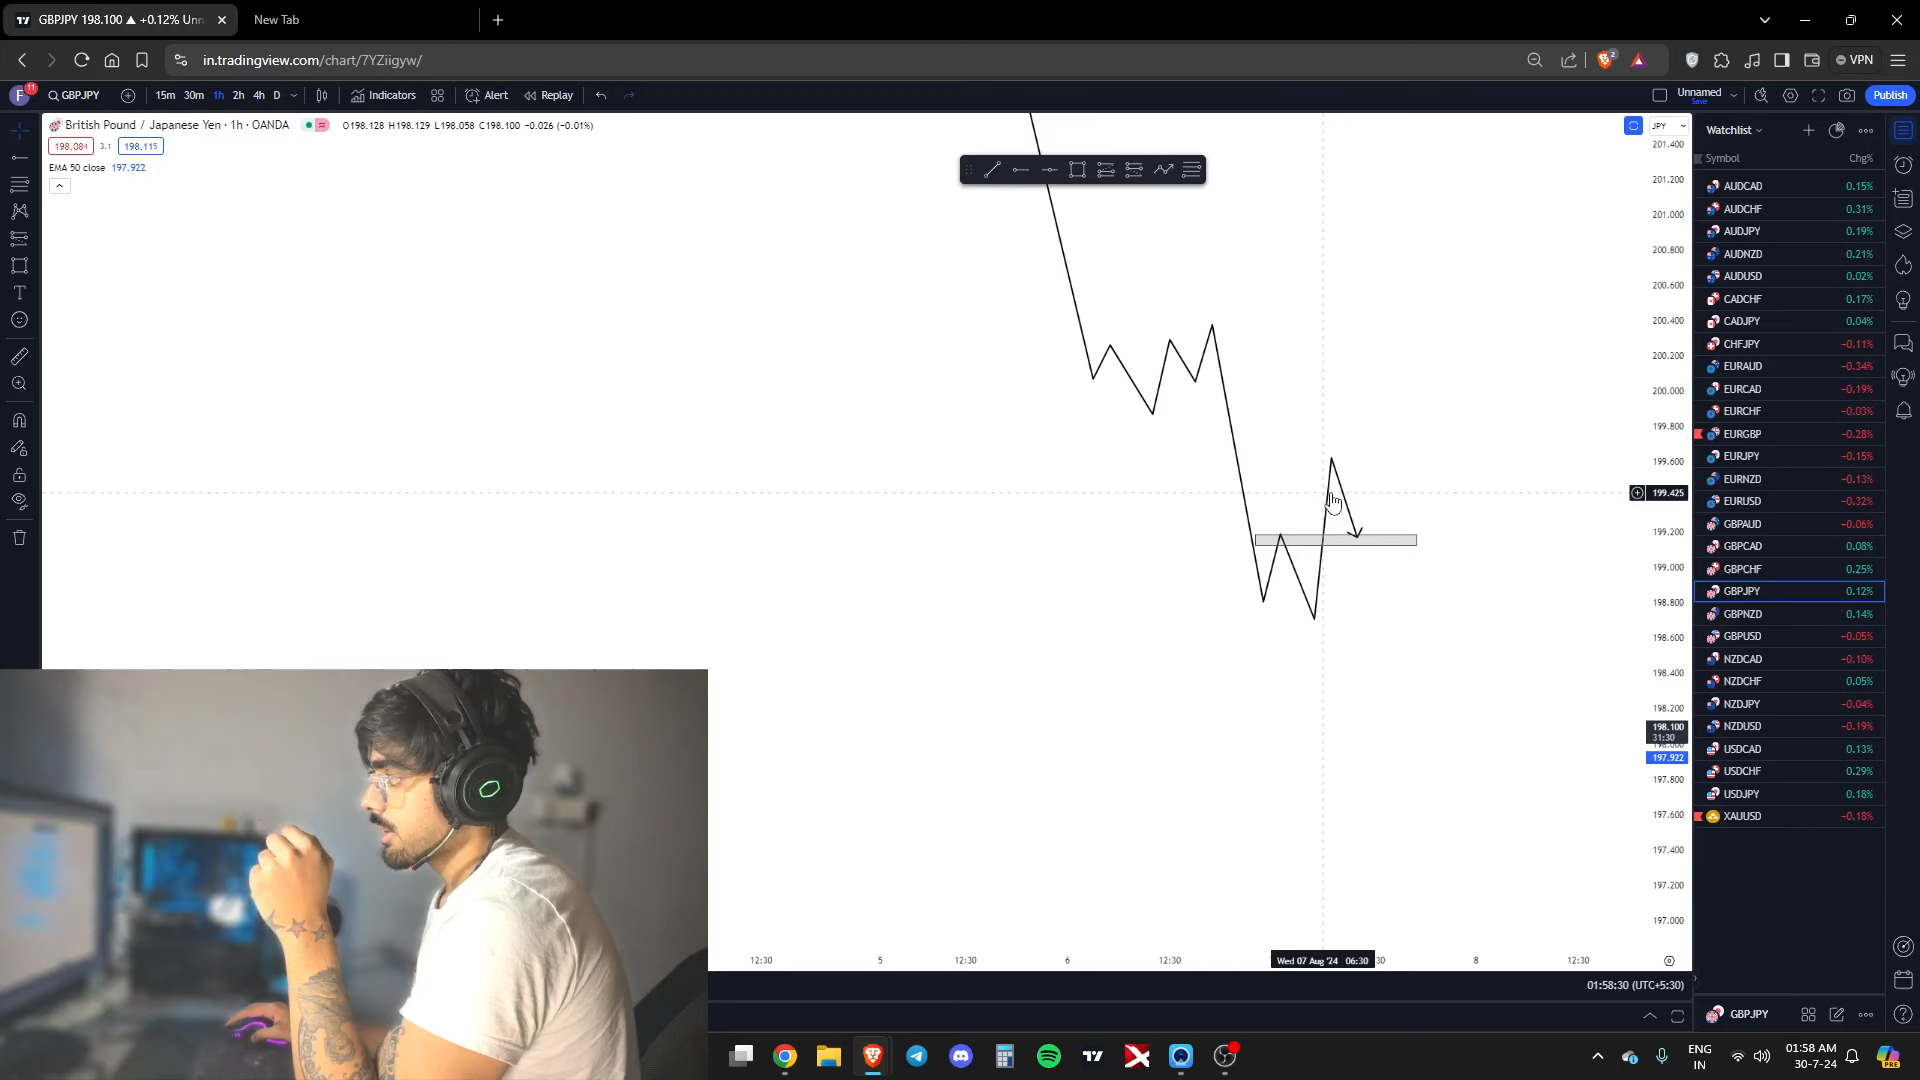 GBPJPY 198.100 ▲ +0.12% Unn
New Tab
in.tradingview.com/chart/7YZiigyw/
2
VPN
11
F
GBPJPY
15m 30m 1h 2h 4h D
Indicators
Alert
Replay
Unnamed
Save
Publish
British Pound / Japanese Yen · 1h · OANDA
O198.128 H198.129 L198.058 C198.100 -0.026 (-0.01%)
198.084 3.1 198.115
EMA 50 close 197.922
JPY
201.400
201.200
201.000
200.800
200.600
200.400
200.200
200.000
199.800
199.600
199.425
199.200
199.000
198.800
198.600
198.400
198.200
198.100
31:30
198.000
197.922
197.800
197.600
197.400
197.200
197.000
Watchlist
Symbol Chg%
AUDCAD 0.15%
AUDCHF 0.31%
AUDJPY 0.19%
AUDNZD 0.21%
AUDUSD 0.02%
CADCHF 0.17%
CADJPY 0.04%
CHFJPY -0.11%
EURAUD -0.34%
EURCAD -0.19%
EURCHF -0.03%
EURGBP -0.28%
EURJPY -0.15%
EURNZD -0.13%
EURUSD -0.32%
GBPAUD -0.06%
GBPCAD 0.08%
GBPCHF 0.25%
GBPJPY 0.12%
GBPNZD 0.14%
GBPUSD -0.05%
NZDCAD -0.10%
NZDCHF 0.05%
NZDJPY -0.04%
NZDUSD -0.19%
USDCAD 0.13%
USDCHF 0.29%
USDJPY 0.18%
XAUUSD -0.18%
12:30 5 12:30 6 12:30 Wed 07 Aug '24 06:30 30 8 12:30
01:58:30 (UTC+5:30)
GBPJPY
ENG
IN
01:58 AM
30-7-24
PRE